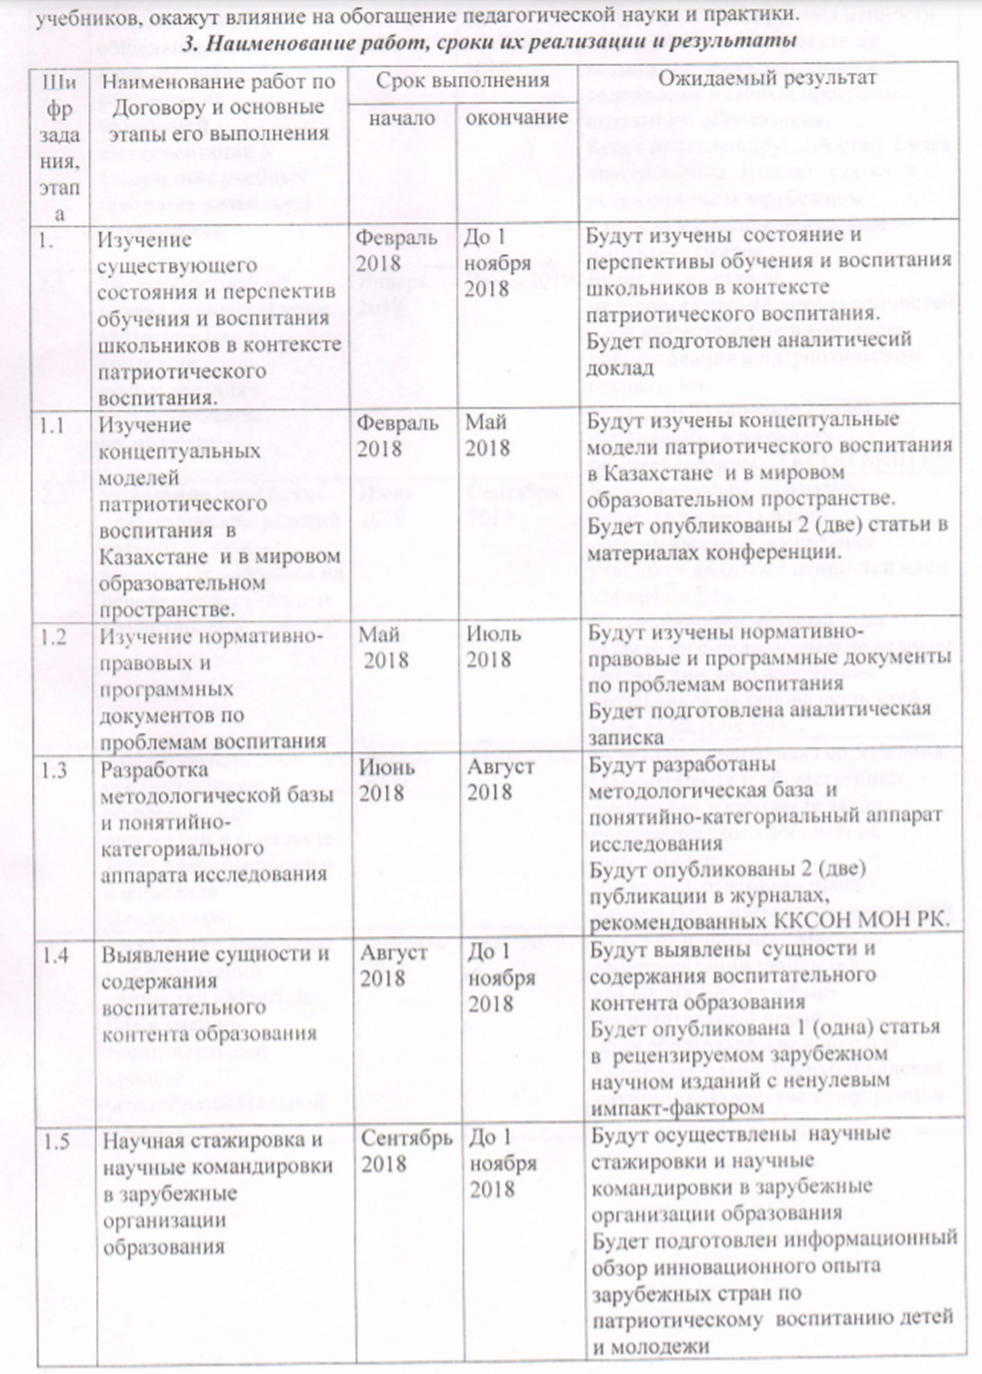 учебников, окажут влияние на обогащение педагогической науки и практики.
3. Наименование работ, сроки их реализации и результаты
Ши
фр
зада
ния,
этап
а
Наименование работ по
Договору и основные
этапы его выполнения
Срок выполнения
начало
окончание
Ожидаемый результат
1.
Изучение
существующего
состояния и перспектив
обучения и воспитания
школьников в контексте
патриотического
воспитания.
Февраль
2018
До 1
ноября
2018
Будут изучены состояние и
перспективы обучения и воспитания
школьников в контексте
патриотического воспитания.
Будет подготовлен аналитичесий
доклад
1.1
Изучение
концептуальных
моделей
патриотического
воспитания в
Казахстане и в мировом
образовательном
пространстве.
Февраль
2018
Май
2018
Будут изучены концептуальные
модели патриотического воспитания
в Казахстане и в мировом
образовательном пространстве.
Будет опубликованы 2 (две) статьи в
материалах конференции.
1.2
Изучение нормативно-
правовых и
программных
документов по
проблемам воспитания
Май
2018
Июль
2018
Будут изучены нормативно-
правовые и программные документы
по проблемам воспитания
Будет подготовлена аналитическая
записка
1.3
Разработка
методологической базы
и понятийно-
категориального
аппарата исследования
Июнь
2018
Август
2018
Будут разработаны
методологическая база и
понятийно-категориальный аппарат
исследования
Будут опубликованы 2 (две)
публикации в журналах,
рекомендованных ККСОН МОН РК.
1.4
Выявление сущности и
содержания
воспитательного
контента образования
Август
2018
До 1
ноября
2018
Будут выявлены сущности и
содержания воспитательного
контента образования
Будет опубликована 1 (одна) статья
в рецензируемом зарубежном
научном изданий с ненулевым
импакт-фактором
1.5
Научная стажировка и
научные командировки
в зарубежные
организации
образования
Сентябрь
2018
До 1
ноября
2018
Будут осуществлены научные
стажировки и научные
командировки в зарубежные
организации образования
Будет подготовлен информационный
обзор инновационного опыта
зарубежных стран по
патриотическому воспитанию детей
и молодежи